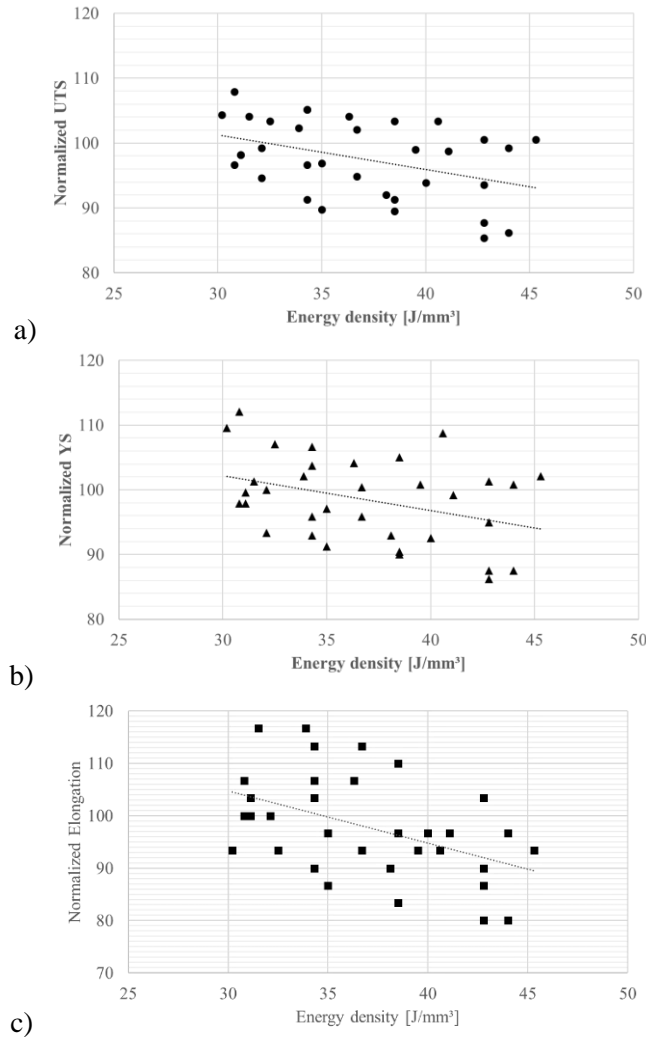 120
110
100
90
80
Normalized UTS
25 30 35 40 45 50
Energy density [J/mm³]
a)
120
110
100
90
80
Normalized YS
25 30 35 40 45 50
Energy density [J/mm³]
b)
120
110
100
90
80
70
Normalized Elongation
25 30 35 40 45 50
Energy density [J/mm³]
c)